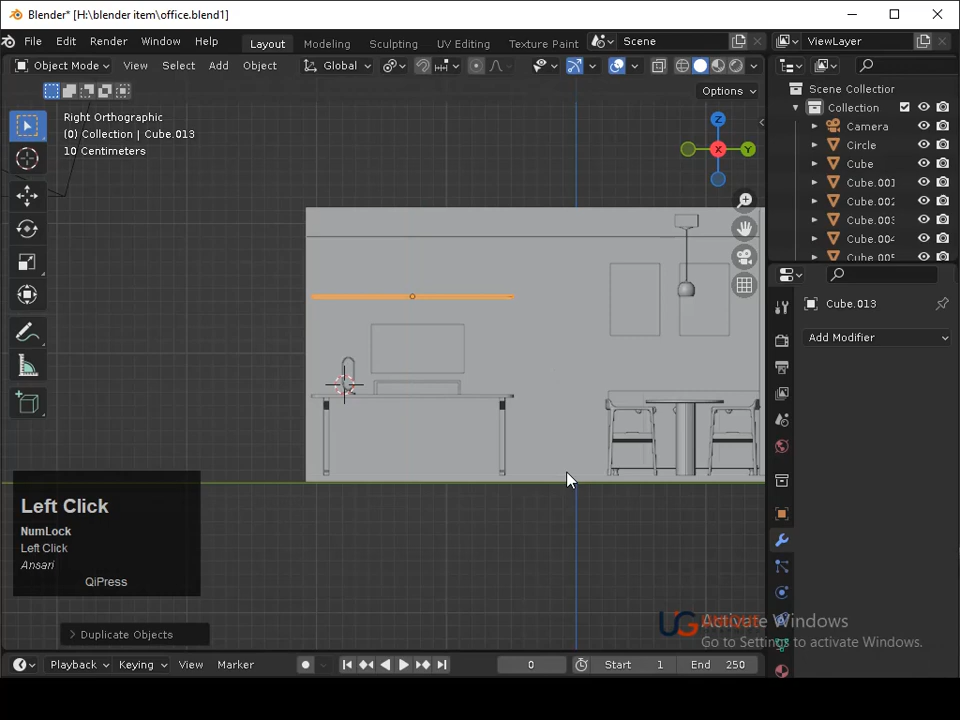 Blender* [H:\blender item\office.blend1]
File Edit Render Window Help Layout Modeling Sculpting UV Editing Texture Paint Scene ViewLayer
Object Mode View Select Add Object Global
Options
Right Orthographic
(0) Collection | Cube.013
10 Centimeters
Z
Y
X
Scene Collection
Collection
Camera
Circle
Cube
Cube.001
Cube.002
Cube.003
Cube.004
Cube.005
Cube.013
Add Modifier
Left Click
NumLock
Left Click
Ansari
QiPress
Duplicate Objects
UG
Activate Windows
Go to Settings to activate Windows.
Playback Keying View Marker 0 Start 1 End 250